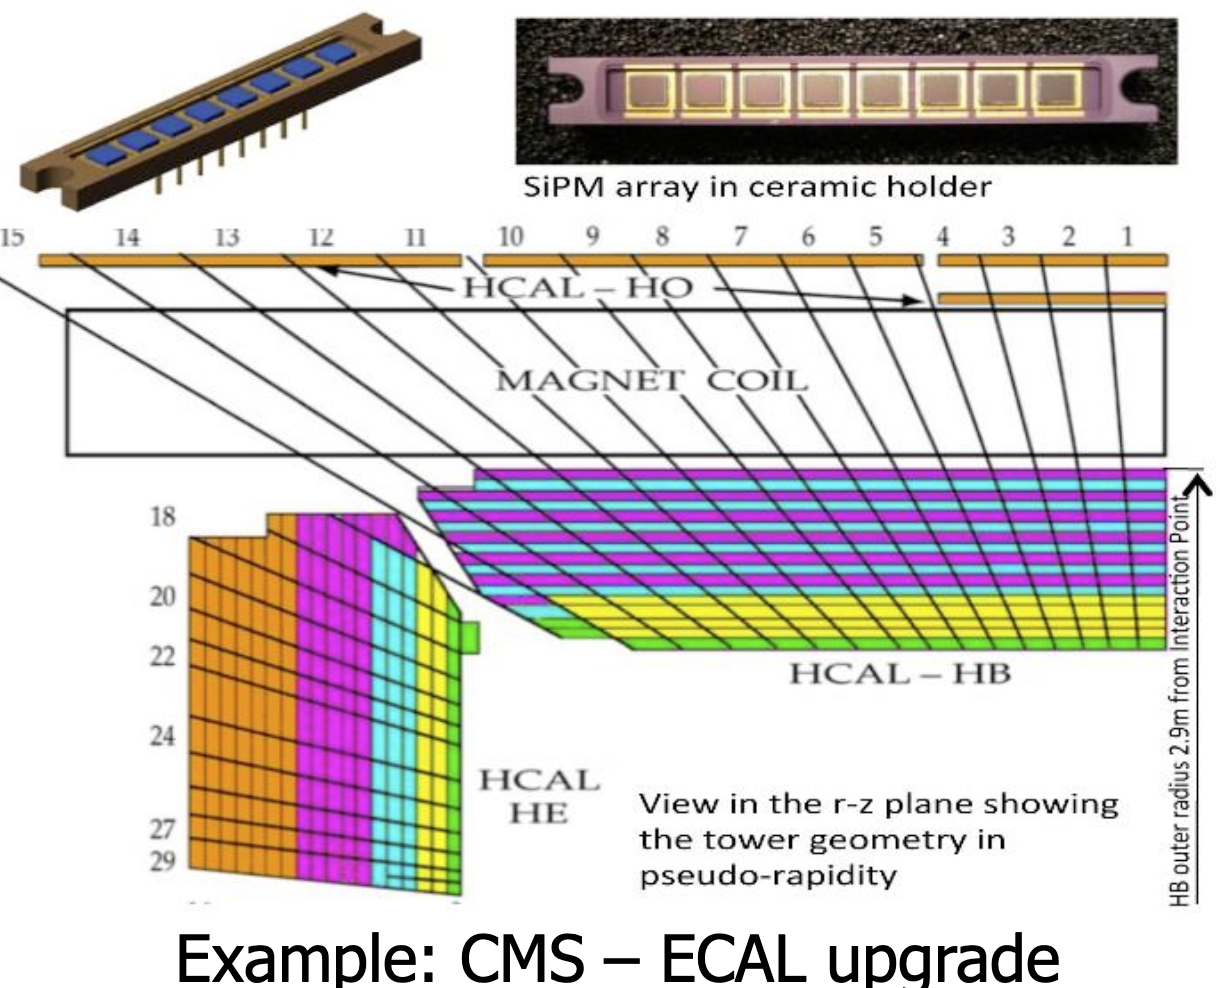 SiPM array in ceramic holder
15 14 13 12 11 10 9 8 7 6 5 4 3 2 1
HCAL – HO
MAGNET COIL
18
20
22
24
27
29
HCAL – HB
HCAL
HE
View in the r-z plane showing
the tower geometry in
pseudo-rapidity
HB outer radius 2.9m from Interaction Point
Example: CMS – ECAL upgrade